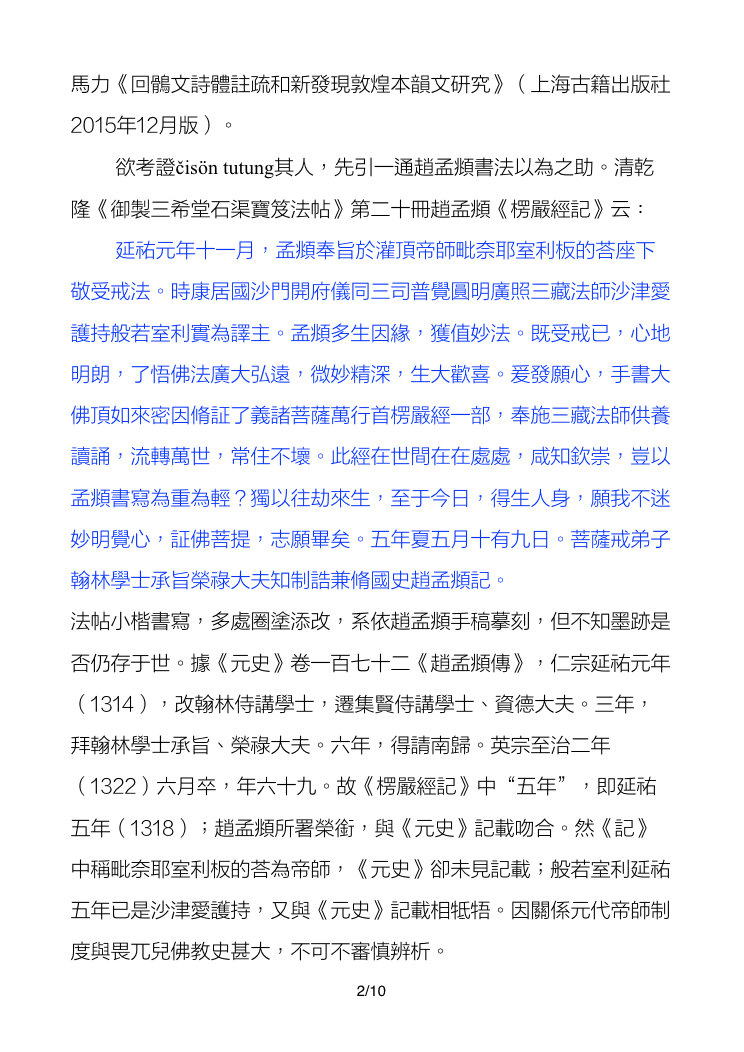 馬力《回鶻文詩體註疏和新發現敦煌本韻文研究》（上海古籍出版社
2015年12月版）。
欲考證čisön tutung其人，先引一通趙孟頫書法以為之助。清乾
隆《御製三希堂石渠寶笈法帖》第二十冊趙孟頫《楞嚴經記》云：
延祐元年十一月，孟頫奉旨於灌頂帝師毗奈耶室利板的荅座下
敬受戒法。時康居國沙門開府儀同三司普覺圓明廣照三藏法師沙津愛
護持般若室利實為譯主。孟頫多生因緣，獲值妙法。既受戒已，心地
明朗，了悟佛法廣大弘遠，微妙精深，生大歡喜。爰發願心，手書大
佛頂如來密因脩証了義諸菩薩萬行首楞嚴經一部，奉施三藏法師供養
讀誦，流轉萬世，常住不壞。此經在世間在在處處，咸知欽崇，豈以
孟頫書寫為重為輕？獨以往劫來生，至于今日，得生人身，願我不迷
妙明覺心，証佛菩提，志願畢矣。五年夏五月十有九日。菩薩戒弟子
翰林學士承旨榮祿大夫知制誥兼脩國史趙孟頫記。
法帖小楷書寫，多處圈塗添改，系依趙孟頫手稿摹刻，但不知墨跡是
否仍存于世。據《元史》卷一百七十二《趙孟頫傳》，仁宗延祐元年
（1314），改翰林侍講學士，遷集賢侍講學士、資德大夫。三年，
拜翰林學士承旨、榮祿大夫。六年，得請南歸。英宗至治二年
（1322）六月卒，年六十九。故《楞嚴經記》中“五年”，即延祐
五年（1318）；趙孟頫所署榮銜，與《元史》記載吻合。然《記》
中稱毗奈耶室利板的荅為帝師，《元史》卻未見記載；般若室利延祐
五年已是沙津愛護持，又與《元史》記載相牴牾。因關係元代帝師制
度與畏兀兒佛教史甚大，不可不審慎辨析。
2/10